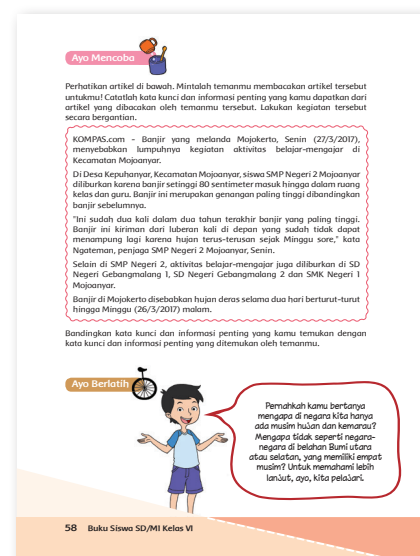 Ayo Mencoba
Perhatikan artikel di bawah. Mintalah temanmu membacakan artikel tersebut
untukmu! Catatlah kata kunci dan informasi penting yang kamu dapatkan dari
artikel yang dibacakan oleh temanmu tersebut. Lakukan kegiatan tersebut
secara bergantian.
KOMPAS.com - Banjir yang melanda Mojokerto, Senin (27/3/2017),
menyebabkan lumpuhnya kegiatan aktivitas belajar-mengajar di
Kecamatan Mojoanyar.
Di Desa Kepuhanyar, Kecamatan Mojoanyar, siswa SMP Negeri 2 Mojoanyar
diliburkan karena banjir setinggi 80 sentimeter masuk hingga dalam ruang
kelas dan guru. Banjir ini merupakan genangan paling tinggi dibandingkan
banjir sebelumnya.
"Ini sudah dua kali dalam dua tahun terakhir banjir yang paling tinggi.
Banjir ini kiriman dari luberan kali di depan yang sudah tidak dapat
menampung lagi karena hujan terus-terusan sejak Minggu sore," kata
Ngateman, penjaga SMP Negeri 2 Mojoanyar, Senin.
Selain di SMP Negeri 2, aktivitas belajar-mengajar juga diliburkan di SD
Negeri Gebangmalang 1, SD Negeri Gebangmalang 2 dan SMK Negeri 1
Mojoanyar.
Banjir di Mojokerto disebabkan hujan deras selama dua hari berturut-turut
hingga Minggu (26/3/2017) malam.
Bandingkan kata kunci dan informasi penting yang kamu temukan dengan
kata kunci dan informasi penting yang ditemukan oleh temanmu.
Ayo Berlatih
Pernahkah kamu bertanya
mengapa di negara kita hanya
ada musim hujan dan kemarau?
Mengapa tidak seperti negara-
negara di belahan Bumi utara
atau selatan, yang memiliki empat
musim? Untuk memahami lebih
lanjut, ayo, kita pelajari.
58 Buku Siswa SD/MI Kelas VI